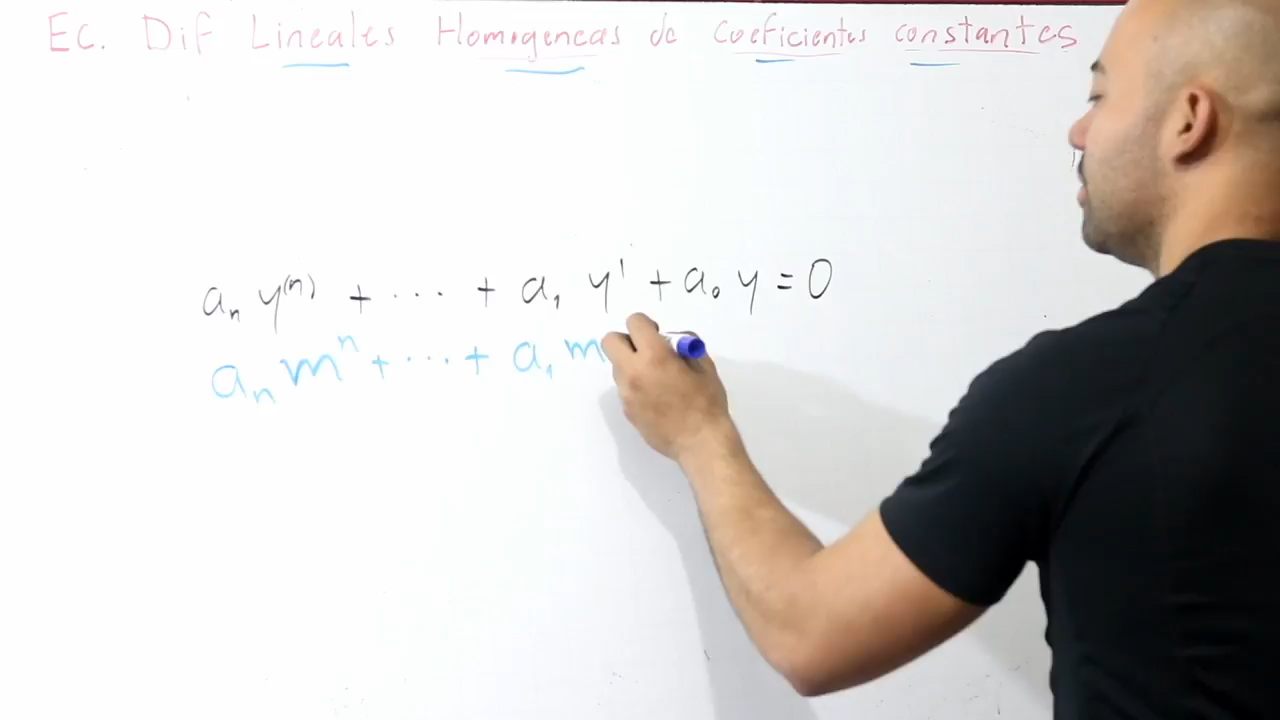 Ec. Dif Lineales Homogeneas de coeficientes constantes
aₙ y⁽ⁿ⁾ + ... + a₁ y' + a₀ y = 0
aₙ mⁿ + ... + a₁ m